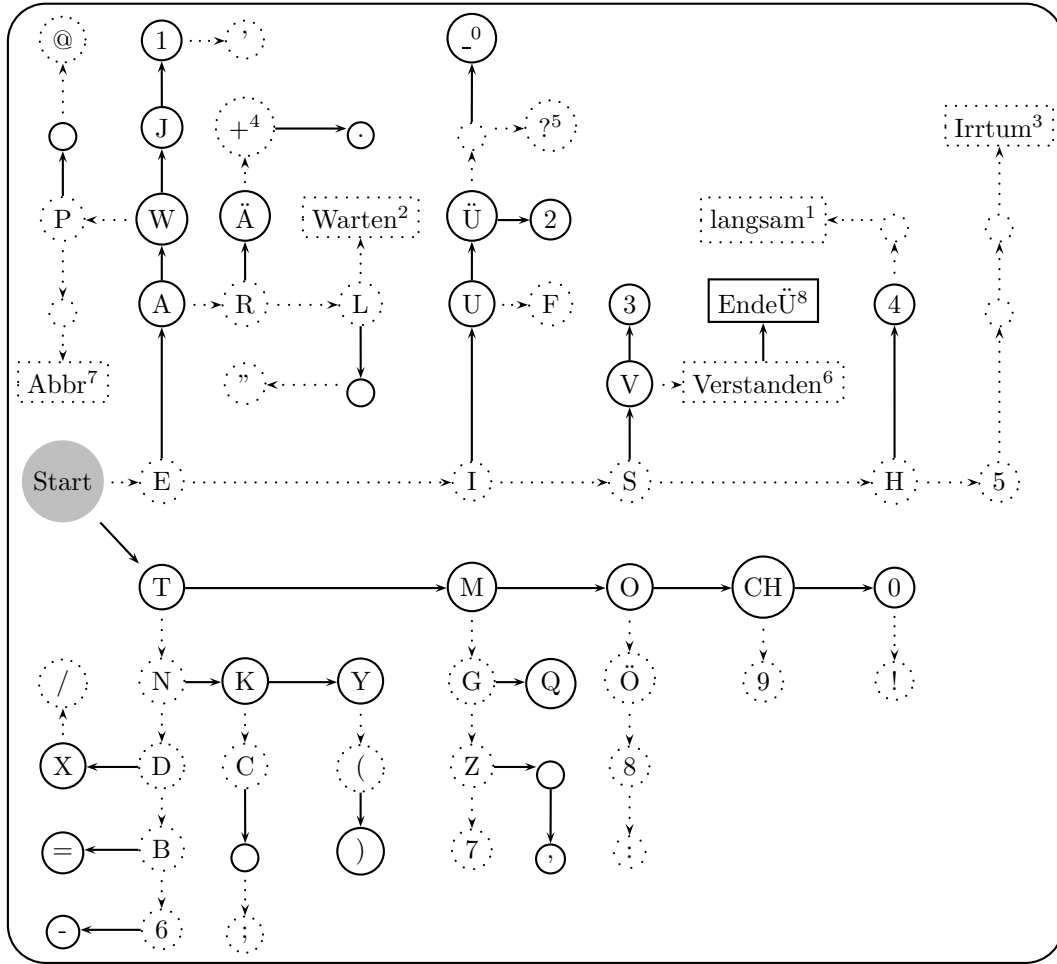 @ 1 ’ _⁰
J +⁴ · ?⁵ Irrtum³
P W Ä Warten² Ü 2 langsam¹
A R L U F 3 EndeÜ⁸ 4
Abbr⁷ ” V Verstanden⁶
Start E I S H 5
T M O CH 0
/ N K Y G Q Ö 9 !
X D C ( Z 8
= B ) 7 , :
- 6 ;